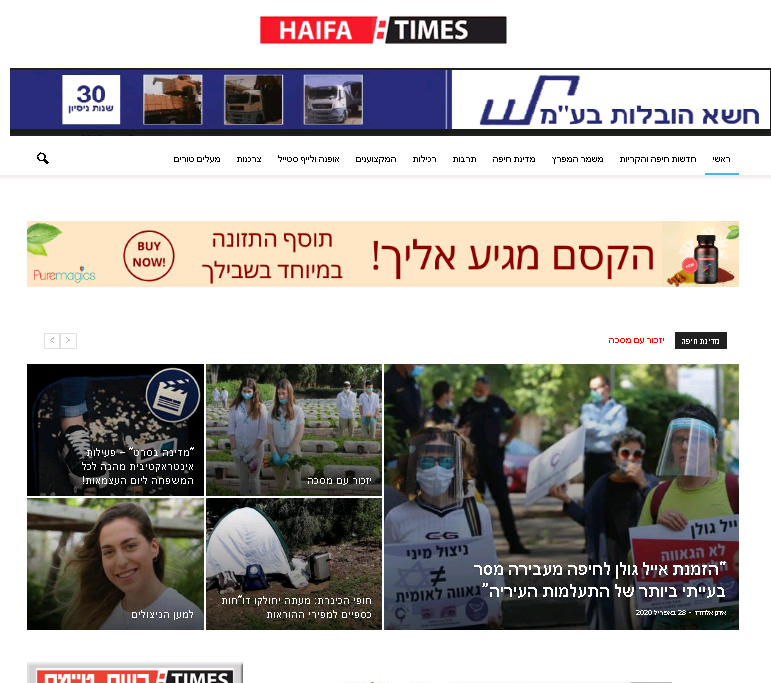 HAIFA TIMES
30
שנות ניסיון
חשא הובלות בע"מ
ראשי
חדשות חיפה והקריות
משמר המפרץ
מדינת חיפה
תרבות
רכילות
המקצוענים
אופנה ולייף סטייל
צרכנות
מעלים טורים
הקסם מגיע אליך!
תוסף התזונה
במיוחד בשבילך
BUY
NOW!
Puremagics
מדינת חיפה
יזכור עם מסכה
"הזמנת אייל גולן לחיפה מעבירה מסר
בעייתי ביותר של התעלמות העיריה"
28 באפריל 2020
ייל גולן
לא הגאווה
ניצול מיני
גאווה לאומית
יזכור עם מסכה
"מדינה בסרט" – פעילות
אינטראקטיבית מהנה לכל
המשפחה ליום העצמאות!
חופי הכינרת: מעתה יחולקו דו"חות
כספיים למפירי ההוראות
למען הניצולים
TIMES